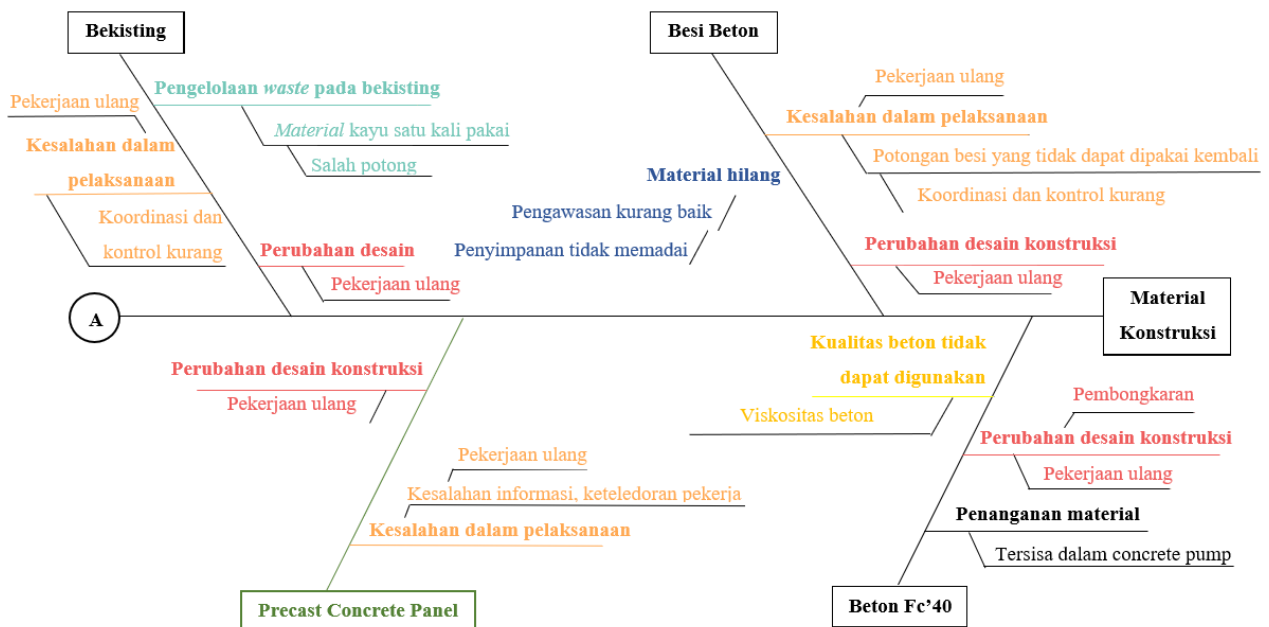 Bekisting
Besi Beton
Pengelolaan waste pada bekisting
Pekerjaan ulang
Material kayu satu kali pakai
Kesalahan dalam
pelaksanaan
Salah potong
Koordinasi dan
kontrol kurang
Perubahan desain
Pekerjaan ulang
Pekerjaan ulang
Kesalahan dalam pelaksanaan
Potongan besi yang tidak dapat dipakai kembali
Koordinasi dan kontrol kurang
Material hilang
Pengawasan kurang baik
Penyimpanan tidak memadai
Perubahan desain konstruksi
Pekerjaan ulang
A
Material
Konstruksi
Perubahan desain konstruksi
Pekerjaan ulang
Pekerjaan ulang
Kesalahan informasi, keteledoran pekerja
Kesalahan dalam pelaksanaan
Precast Concrete Panel
Kualitas beton tidak
dapat digunakan
Viskositas beton
Pembongkaran
Perubahan desain konstruksi
Pekerjaan ulang
Penanganan material
Tersisa dalam concrete pump
Beton Fc’40